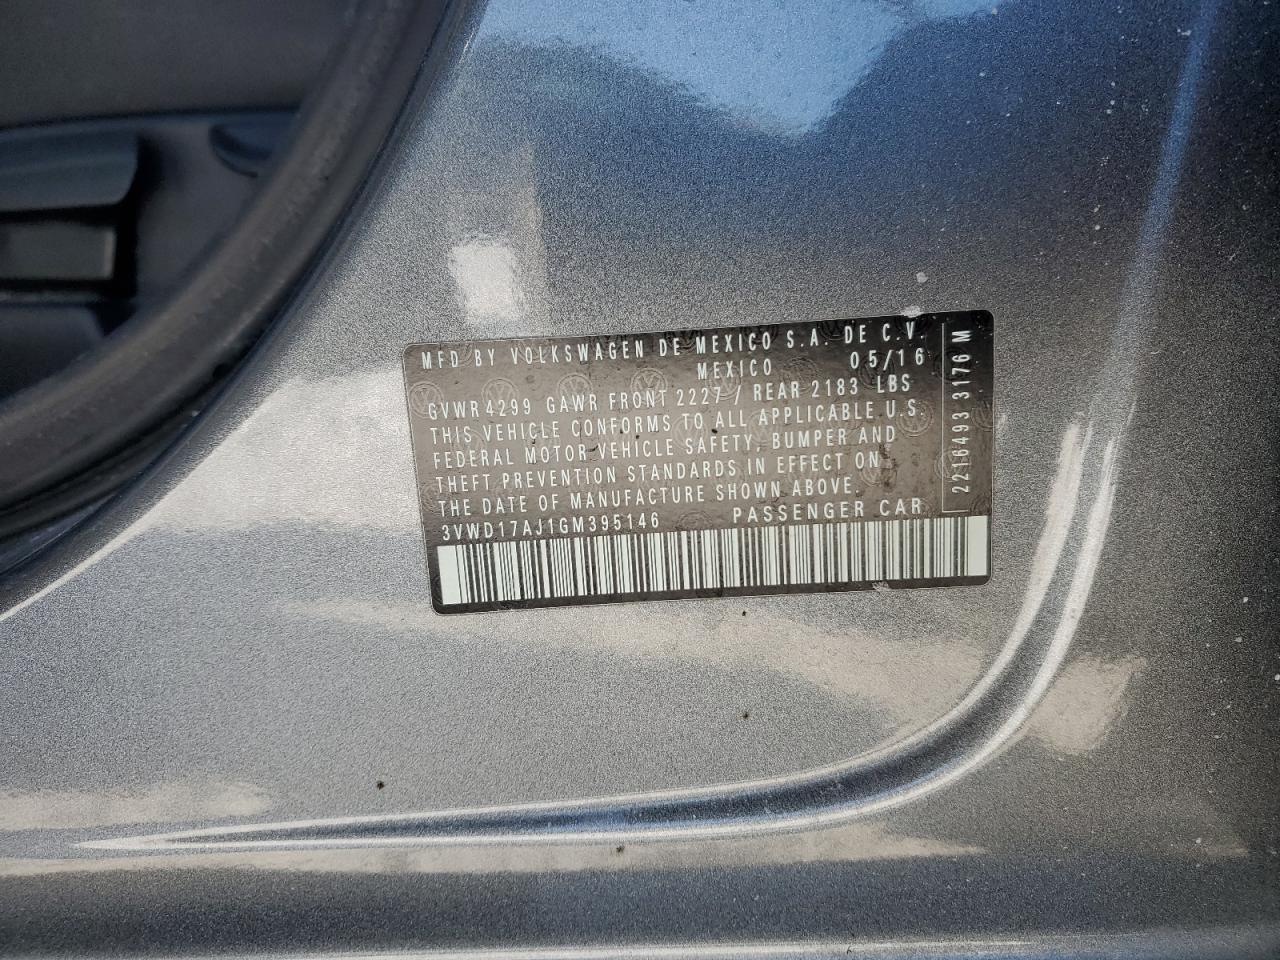 MFD BY VOLKSWAGEN DE MEXICO S.A. DE C.V.
MEXICO 05/16
GVWR 4299 GAWR FRONT 2227 / REAR 2183 LBS
THIS VEHICLE CONFORMS TO ALL APPLICABLE U.S.
FEDERAL MOTOR VEHICLE SAFETY, BUMPER AND
THEFT PREVENTION STANDARDS IN EFFECT ON
THE DATE OF MANUFACTURE SHOWN ABOVE.
3VWD17AJ1GM395146 PASSENGER CAR
2216493 3176 M